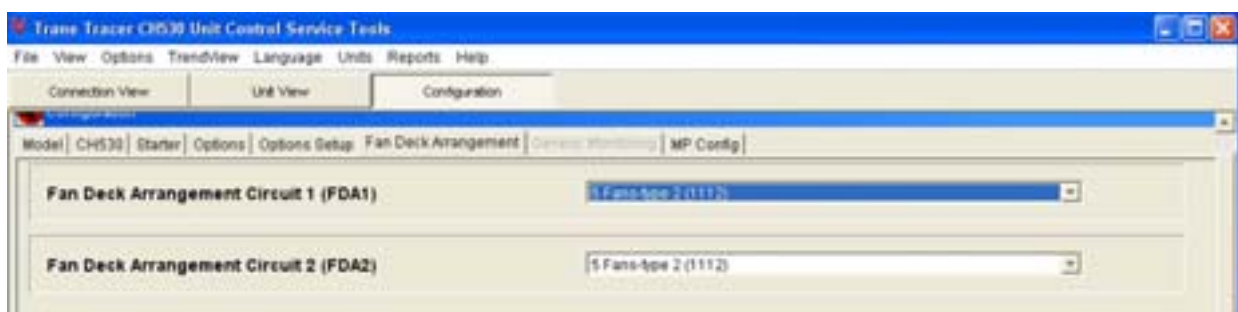 Trane Tracer CH530 Unit Control Service Tools
File View Options TrendView Language Units Reports Help
Connection View Unit View Configuration
Configuration
Model CH530 Starter Options Options Setup Fan Deck Arrangement MP Config
Fan Deck Arrangement Circuit 1 (FDA1) 5 Fans-type 2 (1112)
Fan Deck Arrangement Circuit 2 (FDA2) 5 Fans-type 2 (1112)